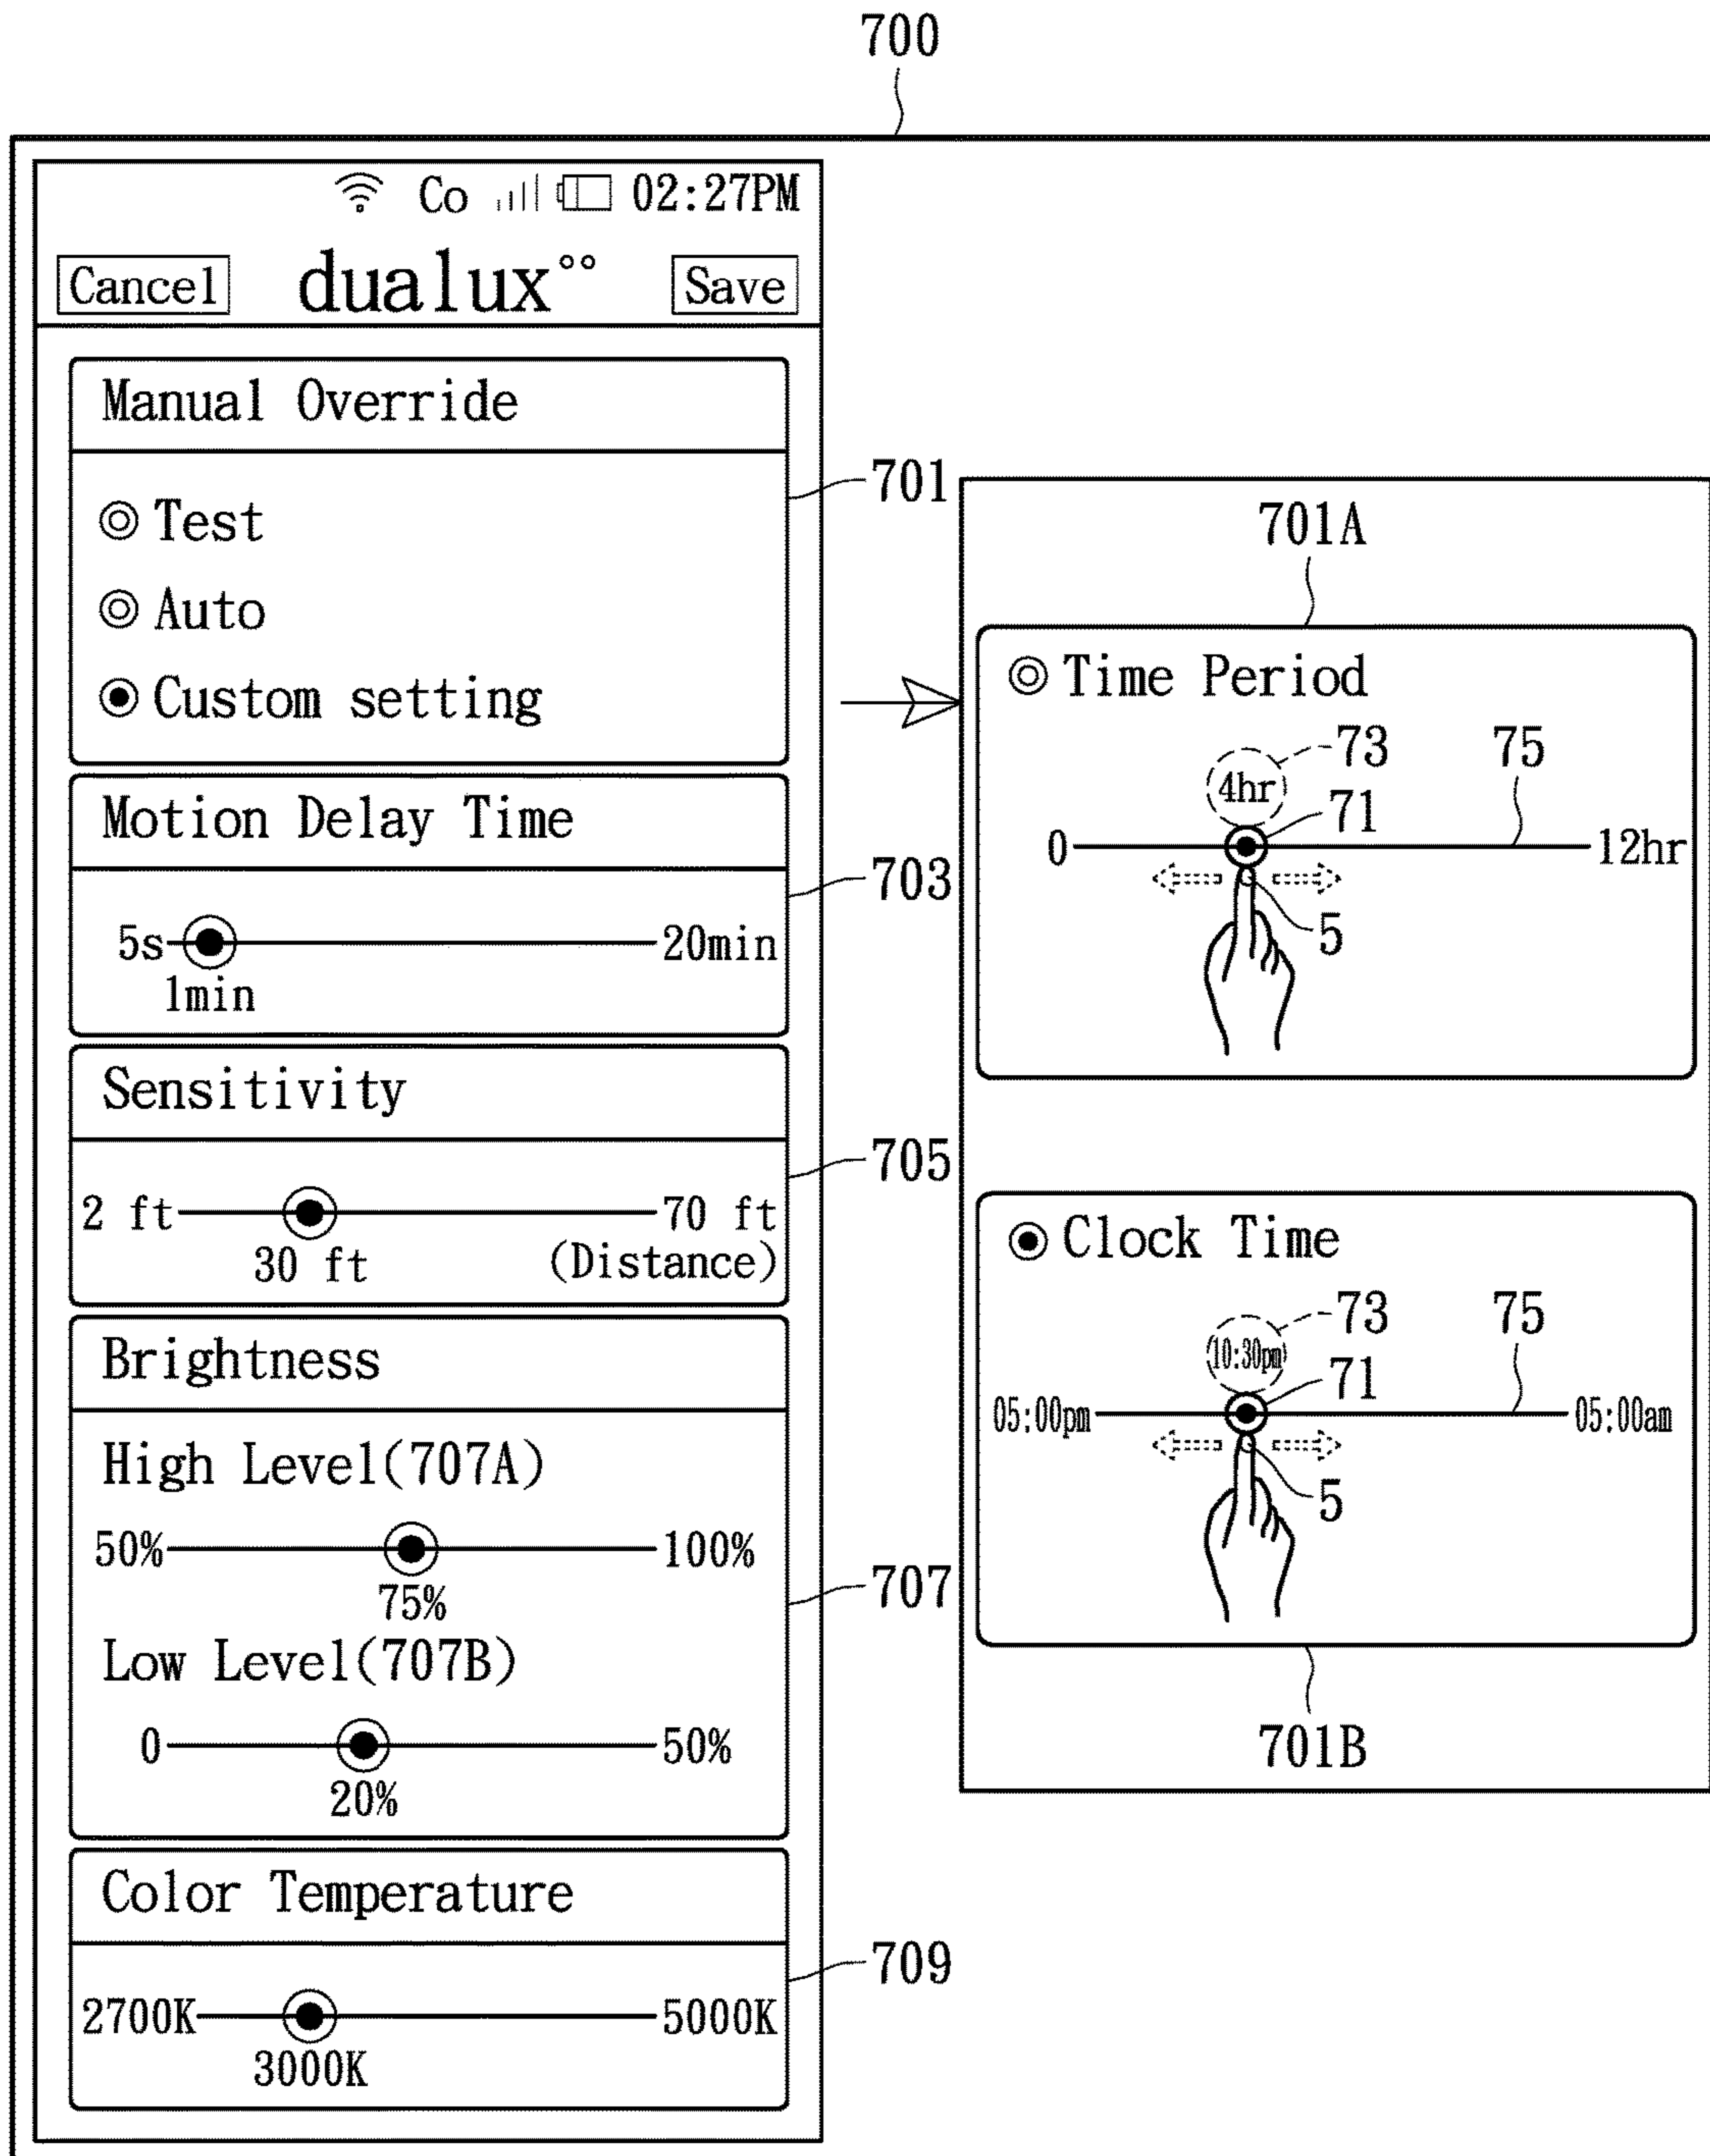 700
Co 02:27PM
Cancel dualux°° Save
Manual Override
Test
Auto
Custom setting
701
Motion Delay Time
5s 20min
1min
703
Sensitivity
2 ft 70 ft
30 ft (Distance)
705
Brightness
High Level(707A)
50% 100%
75%
Low Level(707B)
0 50%
20%
707
Color Temperature
2700K 5000K
3000K
709
701A
Time Period
73 75
4hr
71
0 12hr
5
Clock Time
73 75
10:30pm
71
05:00pm 05:00am
5
701B